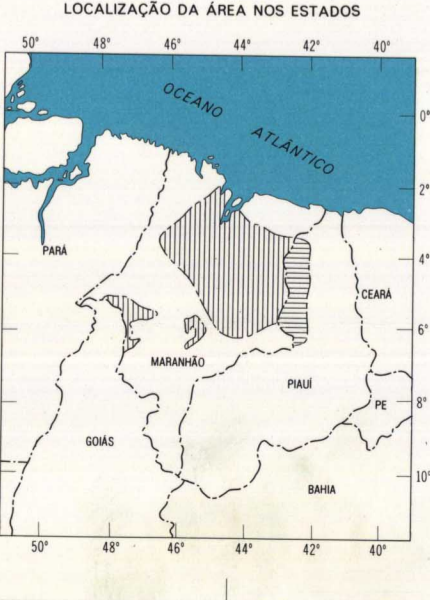 LOCALIZAÇÃO DA ÁREA NOS ESTADOS
50° 48° 46° 44° 42° 40°
OCEANO
ATLÂNTICO
0°
2°
PARÁ
4°
CEARÁ
6°
MARANHÃO
PIAUÍ
8°
PE
GOIÁS
10°
BAHIA
50° 48° 46° 44° 42° 40°